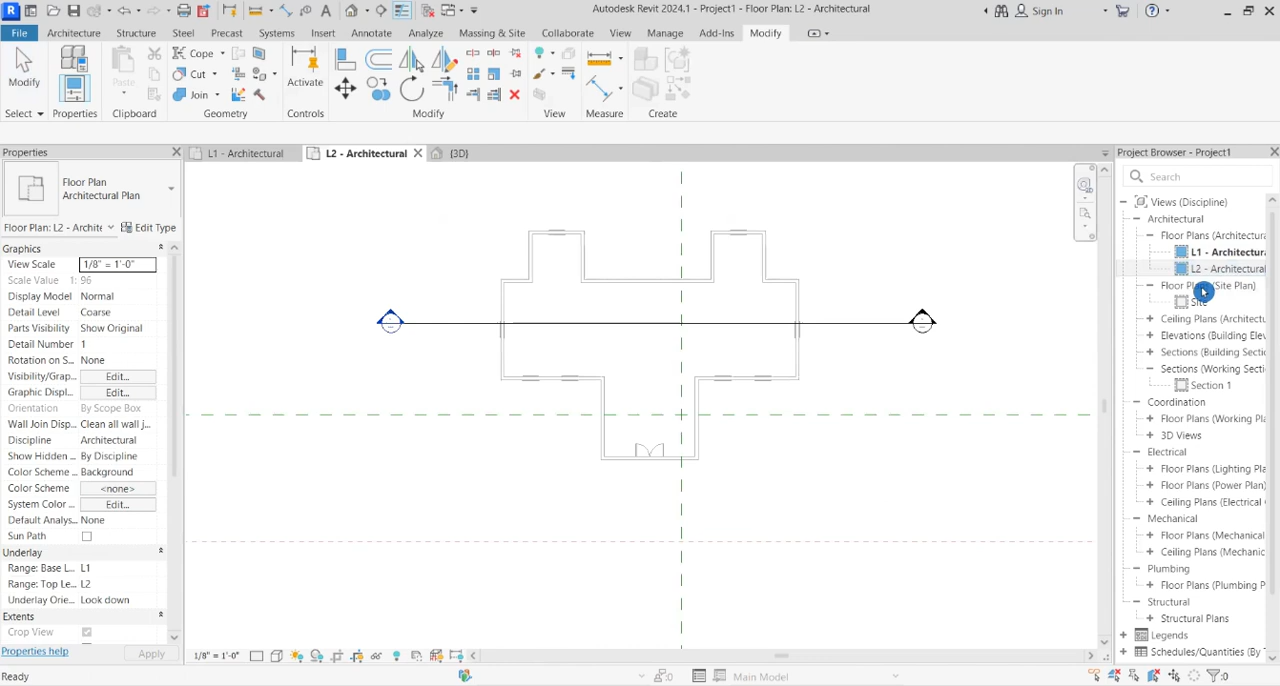 Autodesk Revit 2024.1 - Project1 - Floor Plan: L2 - Architectural
Sign In
File Architecture Structure Steel Precast Systems Insert Annotate Analyze Massing & Site Collaborate View Manage Add-Ins Modify
Modify
Paste
Cope
Cut
Join
Activate
Select Properties Clipboard Geometry Controls Modify View Measure Create
Properties
L1 - Architectural
L2 - Architectural
{3D}
Project Browser - Project1
Floor Plan
Architectural Plan
Floor Plan: L2 - Archite
Edit Type
Graphics
View Scale 1/8" = 1'-0"
Scale Value 1: 96
Display Model Normal
Detail Level Coarse
Parts Visibility Show Original
Detail Number 1
Rotation on S... None
Visibility/Grap... Edit...
Graphic Displ... Edit...
Orientation By Scope Box
Wall Join Disp... Clean all wall j...
Discipline Architectural
Show Hidden ... By Discipline
Color Scheme ... Background
Color Scheme <none>
System Color ... Edit...
Default Analys... None
Sun Path
Underlay
Range: Base L... L1
Range: Top Le... L2
Underlay Orie... Look down
Extents
Crop View
Properties help
Apply
Search
Views (Discipline)
Architectural
Floor Plans (Architectura
L1 - Architectura
L2 - Architectural
Floor Plans (Site Plan)
Site
Ceiling Plans (Architectu
Elevations (Building Elev
Sections (Building Secti
Sections (Working Secti
Section 1
Coordination
Floor Plans (Working Pla
3D Views
Electrical
Floor Plans (Lighting Pla
Floor Plans (Power Plan)
Ceiling Plans (Electrical
Mechanical
Floor Plans (Mechanical
Ceiling Plans (Mechanic
Plumbing
Floor Plans (Plumbing P
Structural
Structural Plans
Legends
Schedules/Quantities (By
1/8" = 1'-0"
Ready
:0
Main Model
:0